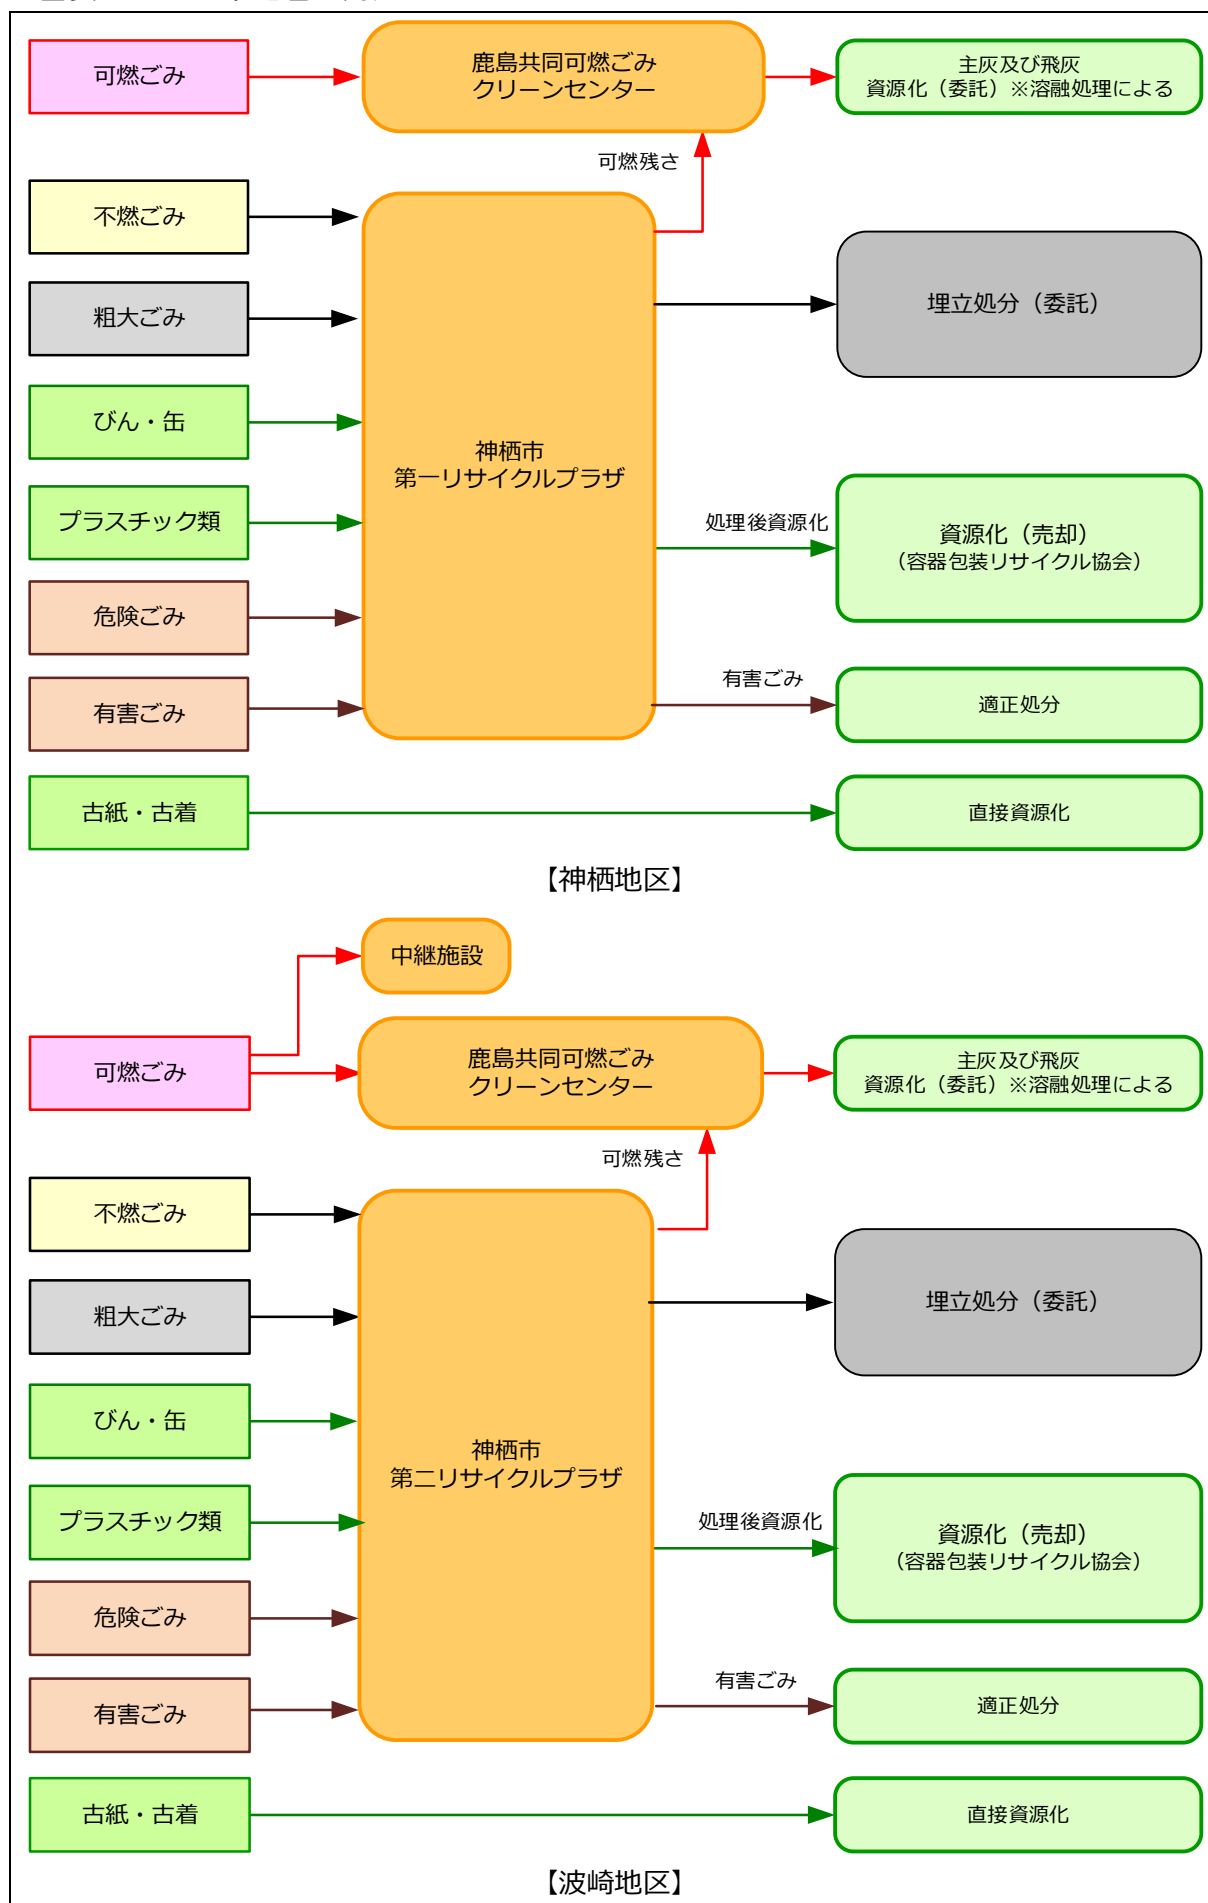 可燃ごみ
鹿島共同可燃ごみ
クリーンセンター
主灰及び飛灰
資源化（委託）※溶融処理による
可燃残さ
不燃ごみ
粗大ごみ
埋立処分（委託）
びん・缶
神栖市
第一リサイクルプラザ
プラスチック類
処理後資源化
資源化（売却）
（容器包装リサイクル協会）
危険ごみ
有害ごみ
有害ごみ
適正処分
古紙・古着
直接資源化
【神栖地区】
中継施設
可燃ごみ
鹿島共同可燃ごみ
クリーンセンター
主灰及び飛灰
資源化（委託）※溶融処理による
可燃残さ
不燃ごみ
粗大ごみ
埋立処分（委託）
びん・缶
神栖市
第二リサイクルプラザ
プラスチック類
処理後資源化
資源化（売却）
（容器包装リサイクル協会）
危険ごみ
有害ごみ
有害ごみ
適正処分
古紙・古着
直接資源化
【波崎地区】